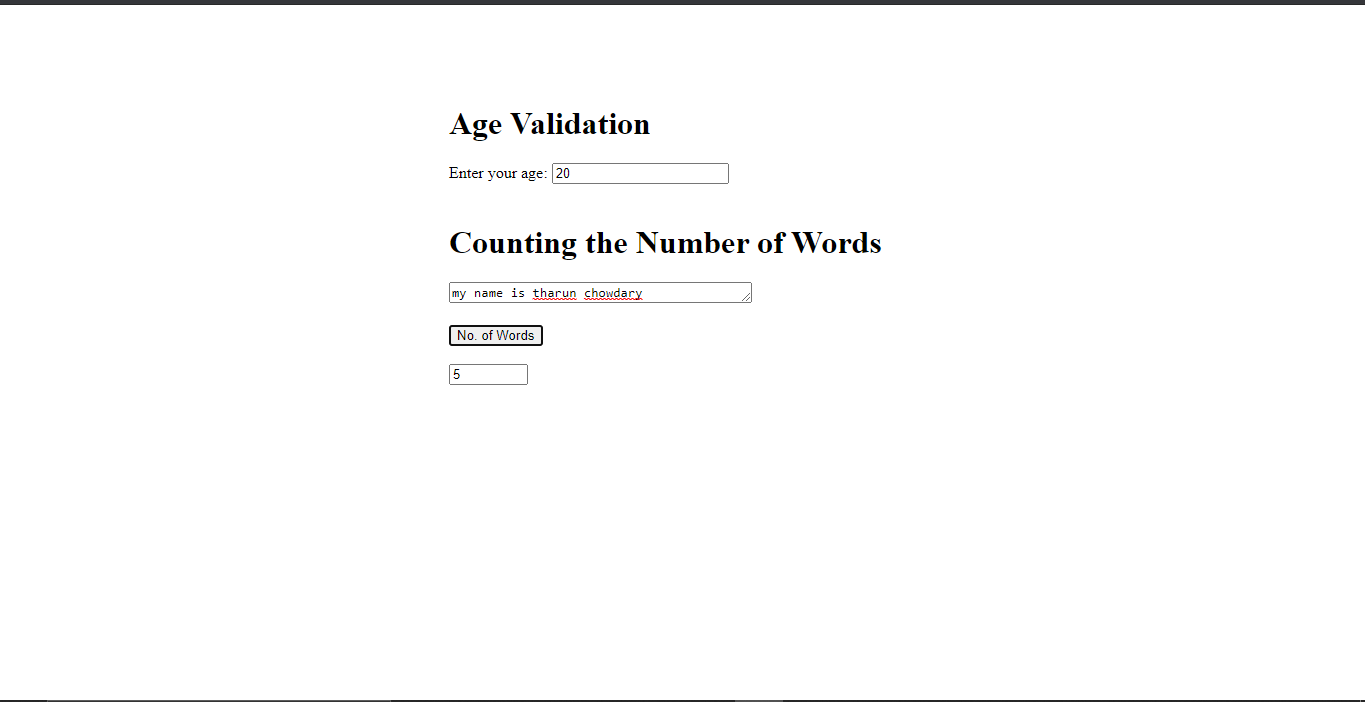 Age Validation
Enter your age: 20
Counting the Number of Words
my name is tharun chowdary
No. of Words
5